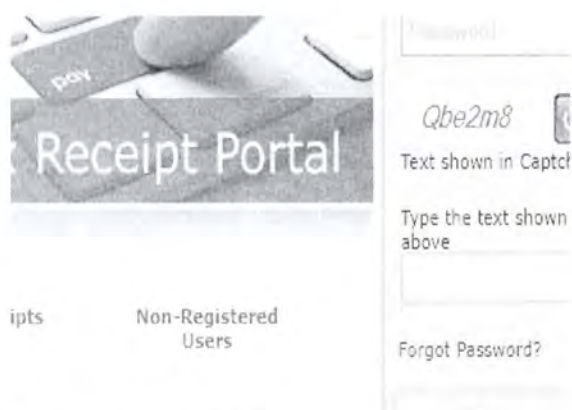 pay
Receipt Portal
ipts
Non-Registered
Users
Password
Qbe2m8
Text shown in Captch
Type the text shown
above
Forgot Password?